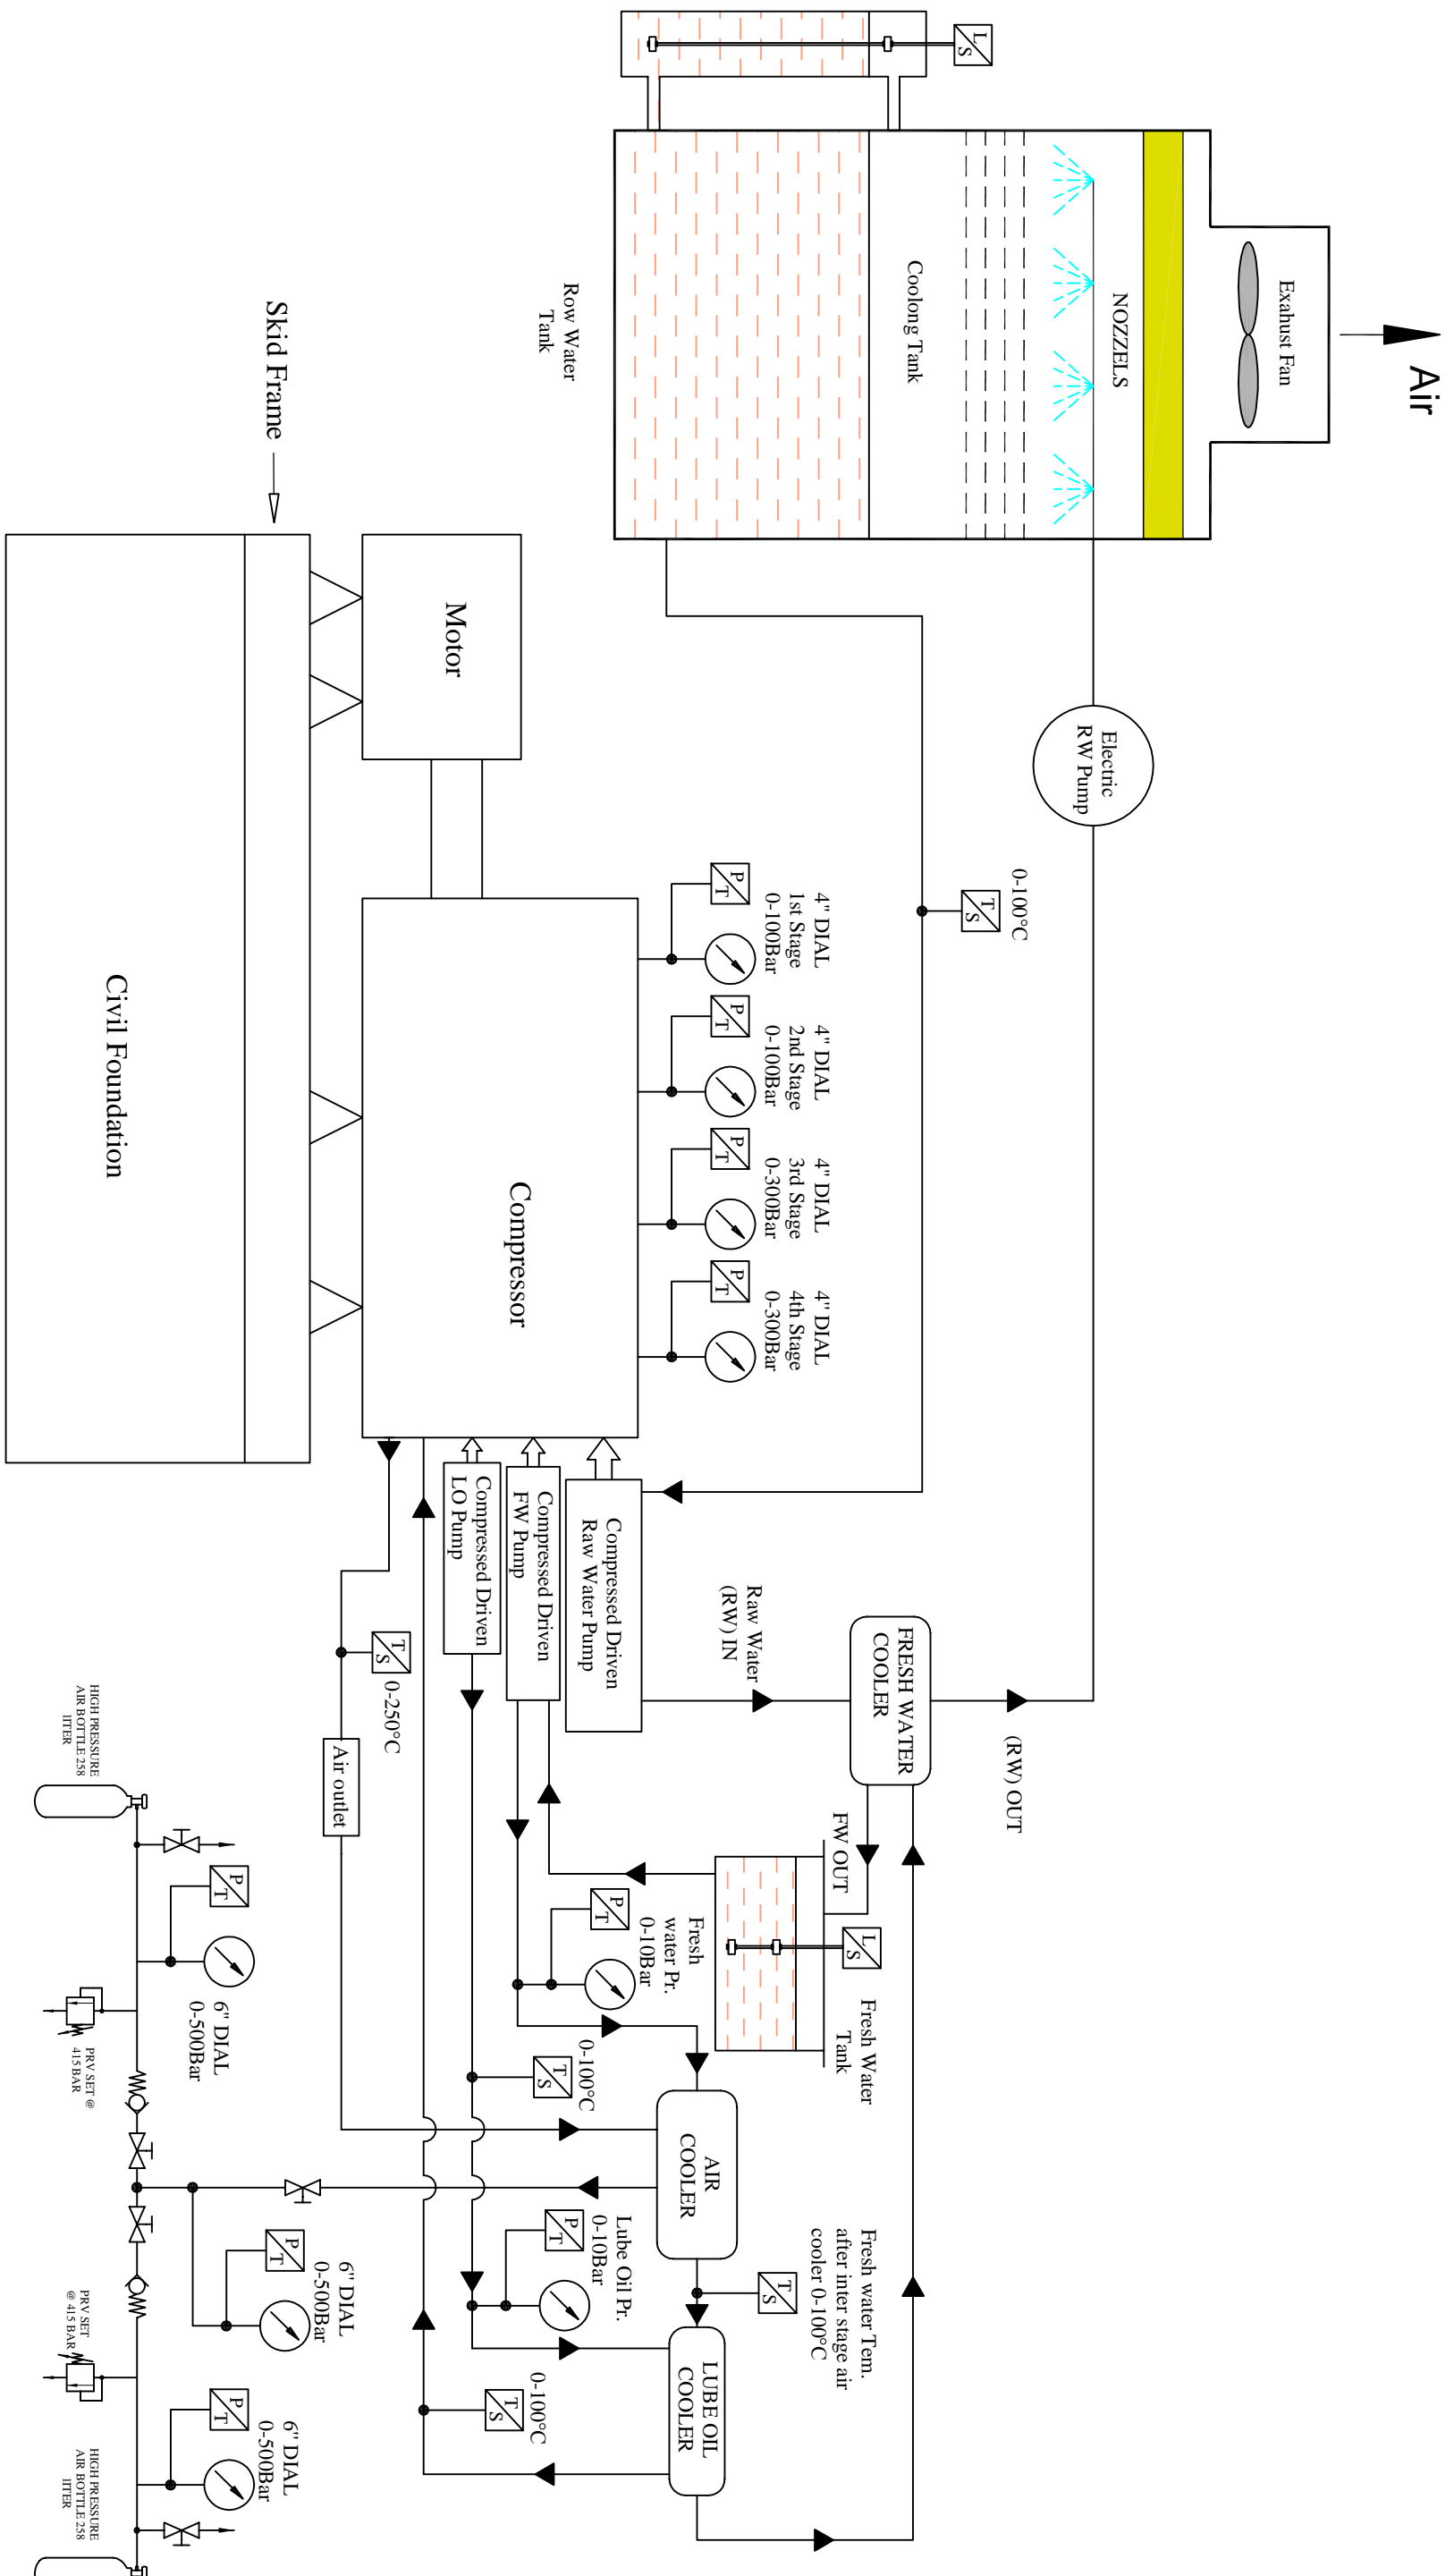 Air
Exahust Fan
NOZZELS
Coolong Tank
Row Water
Tank
L
S
Skid Frame
Motor
Civil Foundation
Compressor
Electric
RW Pump
0-100°C
T
S
4" DIAL
1st Stage
0-100Bar
P
T
4" DIAL
2nd Stage
0-100Bar
P
T
4" DIAL
3rd Stage
0-300Bar
P
T
4" DIAL
4th Stage
0-300Bar
P
T
Compressed Driven
Raw Water Pump
Compressed Driven
FW Pump
Compressed Driven
LO Pump
Raw Water
(RW) IN
FRESH WATER
COOLER
(RW) OUT
FW OUT
L
S
Fresh Water
Tank
Fresh
water Pr.
0-10Bar
P
T
T
S
0-250°C
Air outlet
0-100°C
T
S
AIR
COOLER
Fresh water Tem.
after inter stage air
cooler 0-100°C
T
S
Lube Oil Pr.
0-10Bar
P
T
LUBE OIL
COOLER
0-100°C
T
S
HIGH PRESSURE
AIR BOTTLE 258
lITER
P
T
6" DIAL
0-500Bar
PRV SET @
415 BAR
P
T
6" DIAL
0-500Bar
PRV SET
@ 415 BAR
P
T
6" DIAL
0-500Bar
HIGH PRESSURE
AIR BOTTLE 258
lITER